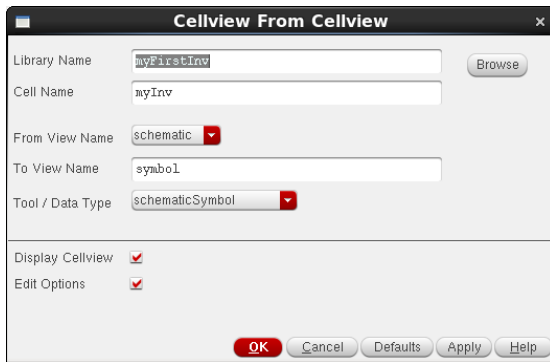 Cellview From Cellview
Library Name myFirstInv Browse
Cell Name myInv
From View Name schematic
To View Name symbol
Tool / Data Type schematicSymbol
Display Cellview
Edit Options
OK Cancel Defaults Apply Help